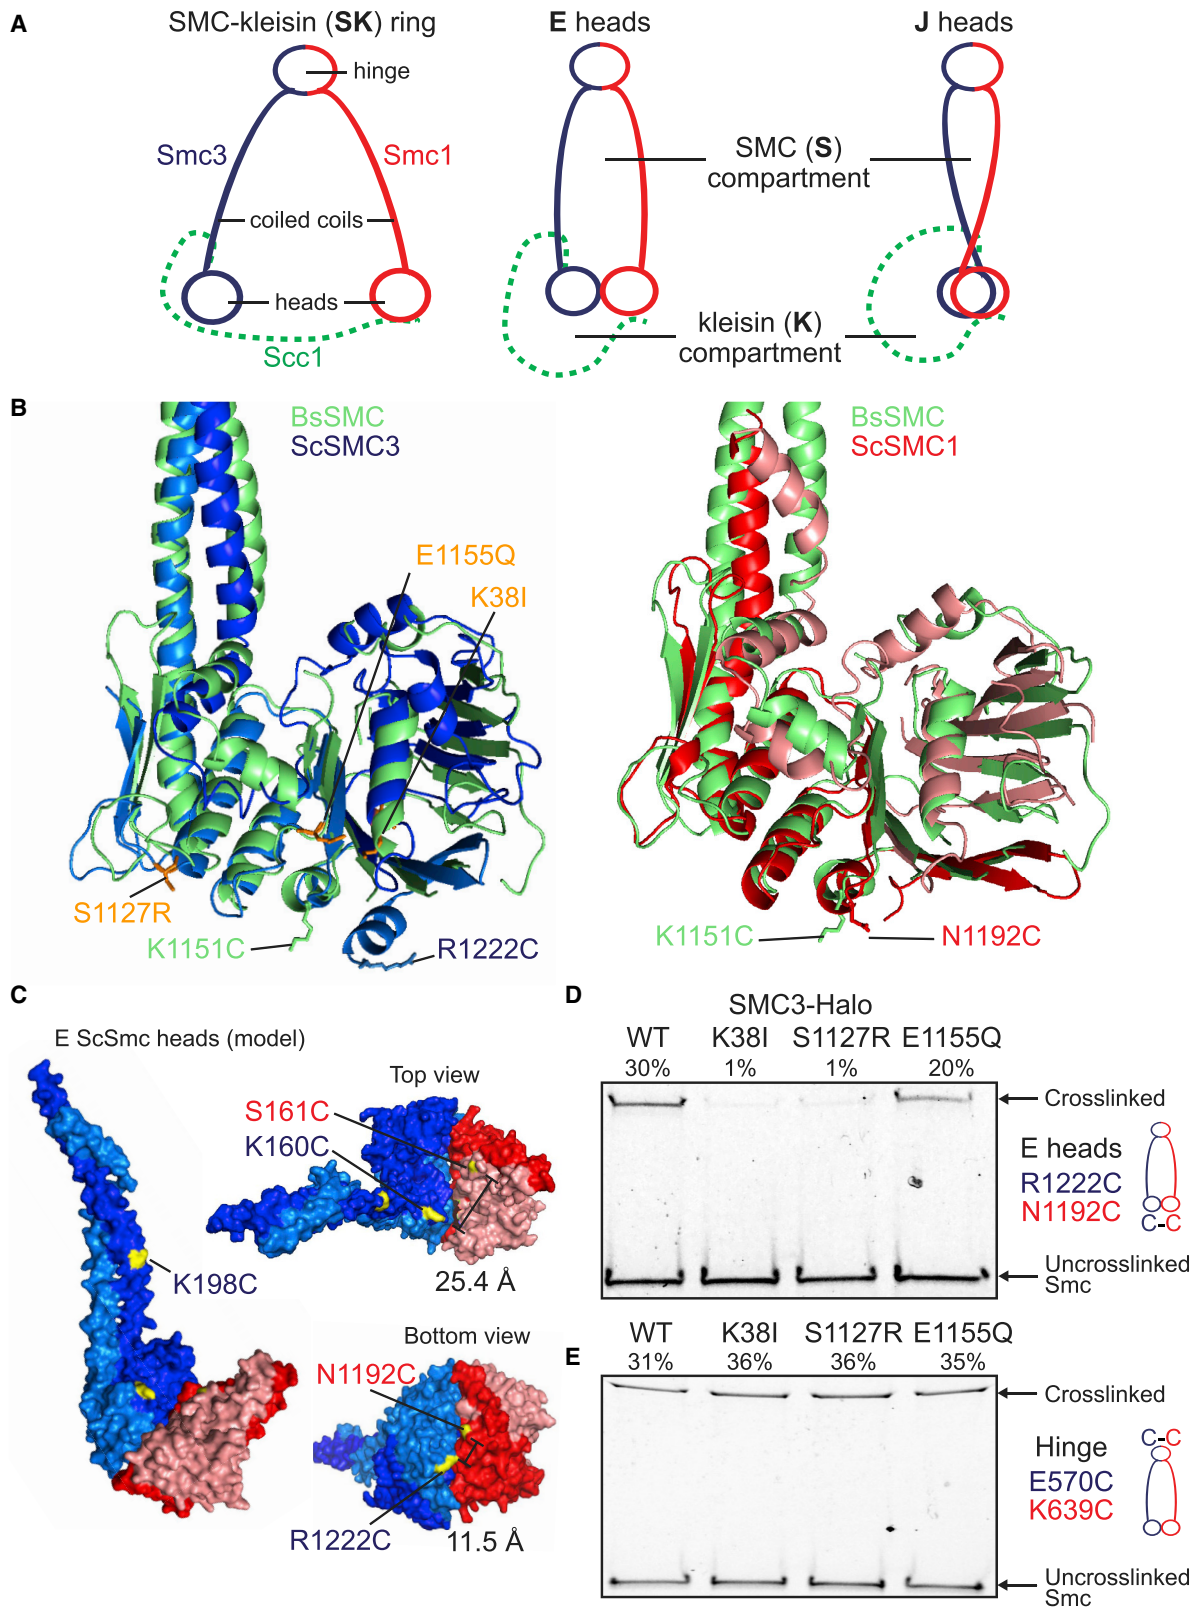 A
SMC-kleisin (SK) ring
E heads
J heads
hinge
Smc3
Smc1
SMC (S)
compartment
coiled coils
heads
Scc1
kleisin (K)
compartment
B
BsSMC
ScSMC3
E1155Q
K38I
S1127R
K1151C
R1222C
BsSMC
ScSMC1
K1151C
N1192C
C
E ScSmc heads (model)
Top view
S161C
K160C
K198C
25.4 Å
Bottom view
N1192C
R1222C
11.5 Å
D
SMC3-Halo
WT K38I S1127R E1155Q
30% 1% 1% 20%
Crosslinked
E heads
R1222C
N1192C
C-C
Uncrosslinked
Smc
E
WT K38I S1127R E1155Q
31% 36% 36% 35%
Crosslinked
C-C
Hinge
E570C
K639C
Uncrosslinked
Smc